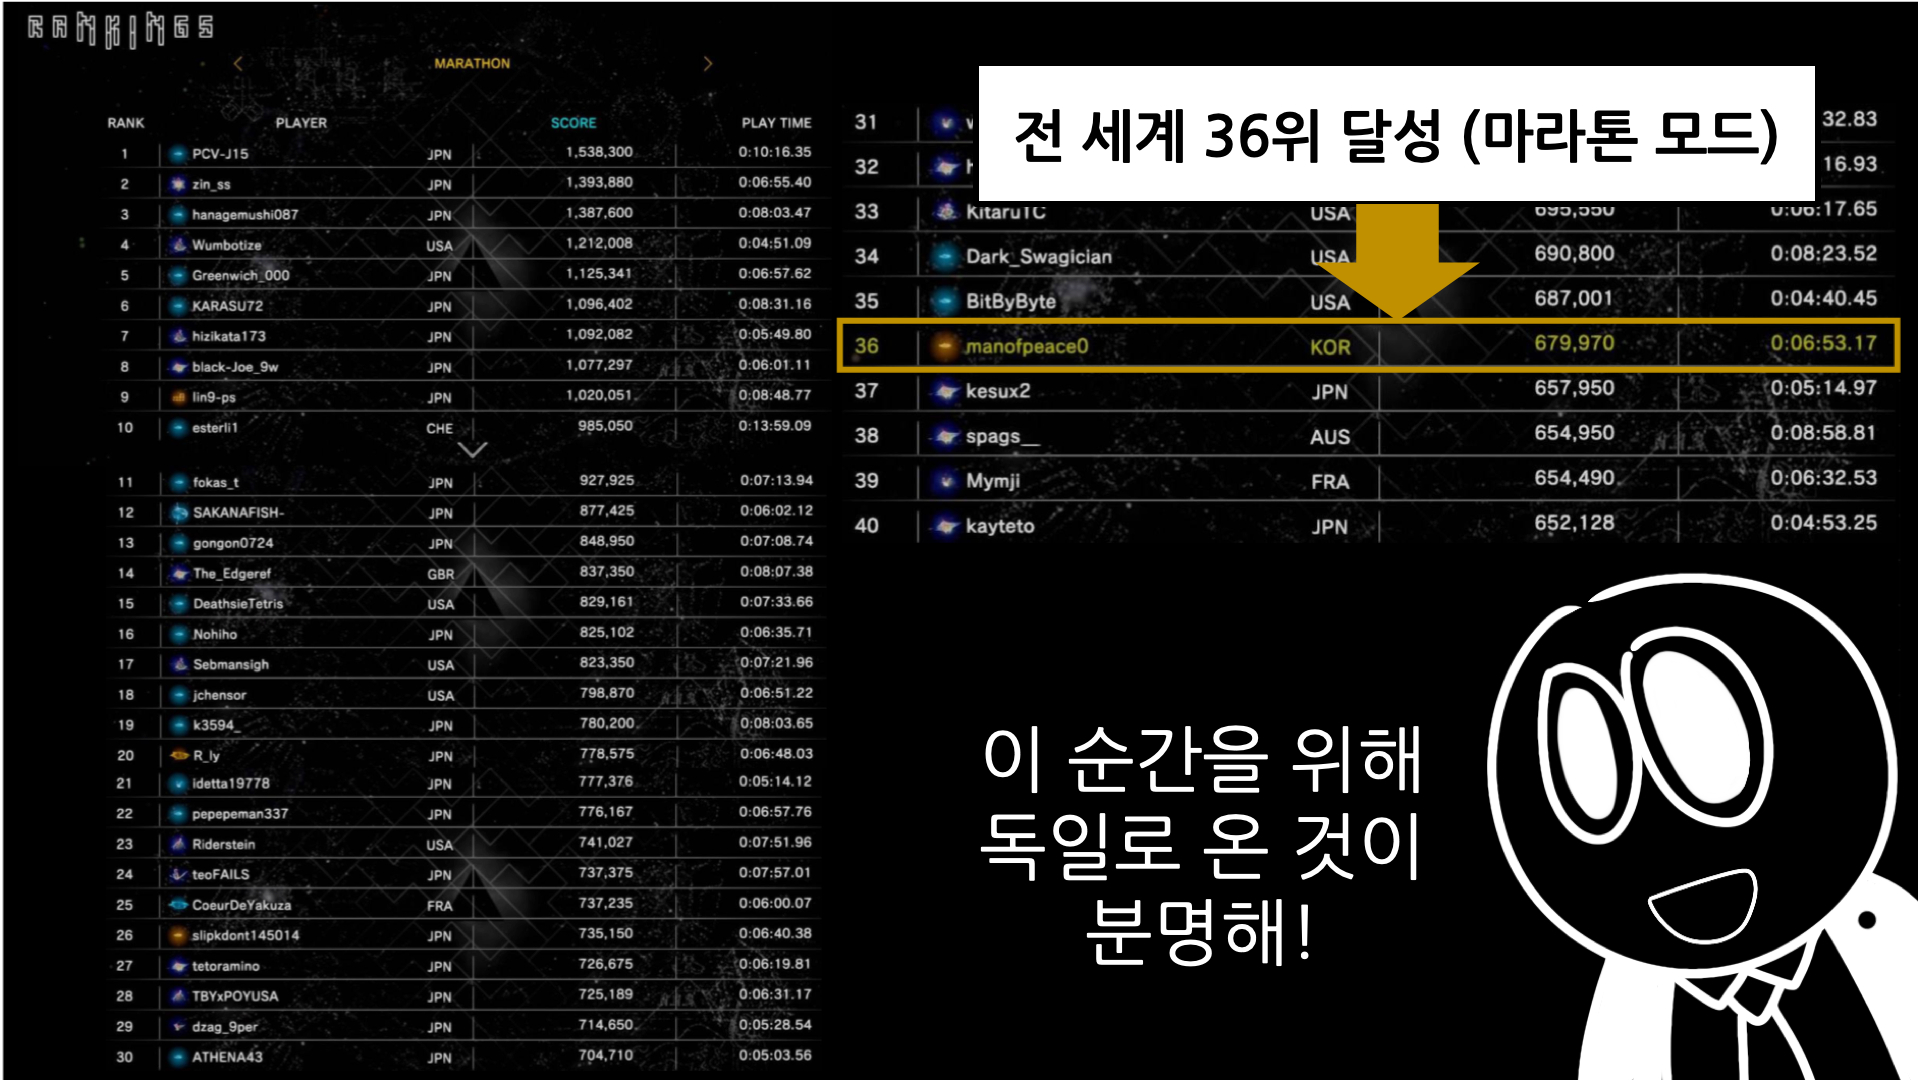 RANKINGS
MARATHON
RANK PLAYER SCORE PLAY TIME
1 PCV-J15 JPN 1,538,300 0:10:16.35
2 zin_ss JPN 1,393,880 0:06:55.40
3 hanagemushi087 JPN 1,387,600 0:08:03.47
4 Wumbotize USA 1,212,008 0:04:51.09
5 Greenwich_000 JPN 1,125,341 0:06:57.62
6 KARASU72 JPN 1,096,402 0:08:31.16
7 hizikata173 JPN 1,092,082 0:05:49.80
8 black-Joe_9w JPN 1,077,297 0:06:01.11
9 lin9-ps JPN 1,020,051 0:08:48.77
10 esterli1 CHE 985,050 0:13:59.09
11 fokas_t JPN 927,925 0:07:13.94
12 SAKANAFISH- JPN 877,425 0:06:02.12
13 gongon0724 JPN 848,950 0:07:08.74
14 The_Edgeref GBR 837,350 0:08:07.38
15 DeathsieTetris USA 829,161 0:07:33.66
16 Nohiho JPN 825,102 0:06:35.71
17 Sebmansigh USA 823,350 0:07:21.96
18 jchensor USA 798,870 0:06:51.22
19 k3594_ JPN 780,200 0:08:03.65
20 R_ly JPN 778,575 0:06:48.03
21 idetta19778 JPN 777,376 0:05:14.12
22 pepepeman337 JPN 776,167 0:06:57.76
23 Riderstein USA 741,027 0:07:51.96
24 teoFAILS JPN 737,375 0:07:57.01
25 CoeurDeYakuza FRA 737,235 0:06:00.07
26 slipkdont145014 JPN 735,150 0:06:40.38
27 tetoramino JPN 726,675 0:06:19.81
28 TBYxPOYUSA JPN 725,189 0:06:31.17
29 dzag_9per JPN 714,650 0:05:28.54
30 ATHENA43 JPN 704,710 0:05:03.56
전 세계 36위 달성 (마라톤 모드)
31 32.83
32 16.93
33 KitaruTC USA 695,550 0:06:17.65
34 Dark_Swagician USA 690,800 0:08:23.52
35 BitByByte USA 687,001 0:04:40.45
36 manofpeace0 KOR 679,970 0:06:53.17
37 kesux2 JPN 657,950 0:05:14.97
38 spags__ AUS 654,950 0:08:58.81
39 Mymji FRA 654,490 0:06:32.53
40 kayteto JPN 652,128 0:04:53.25
이 순간을 위해
독일로 온 것이
분명해!